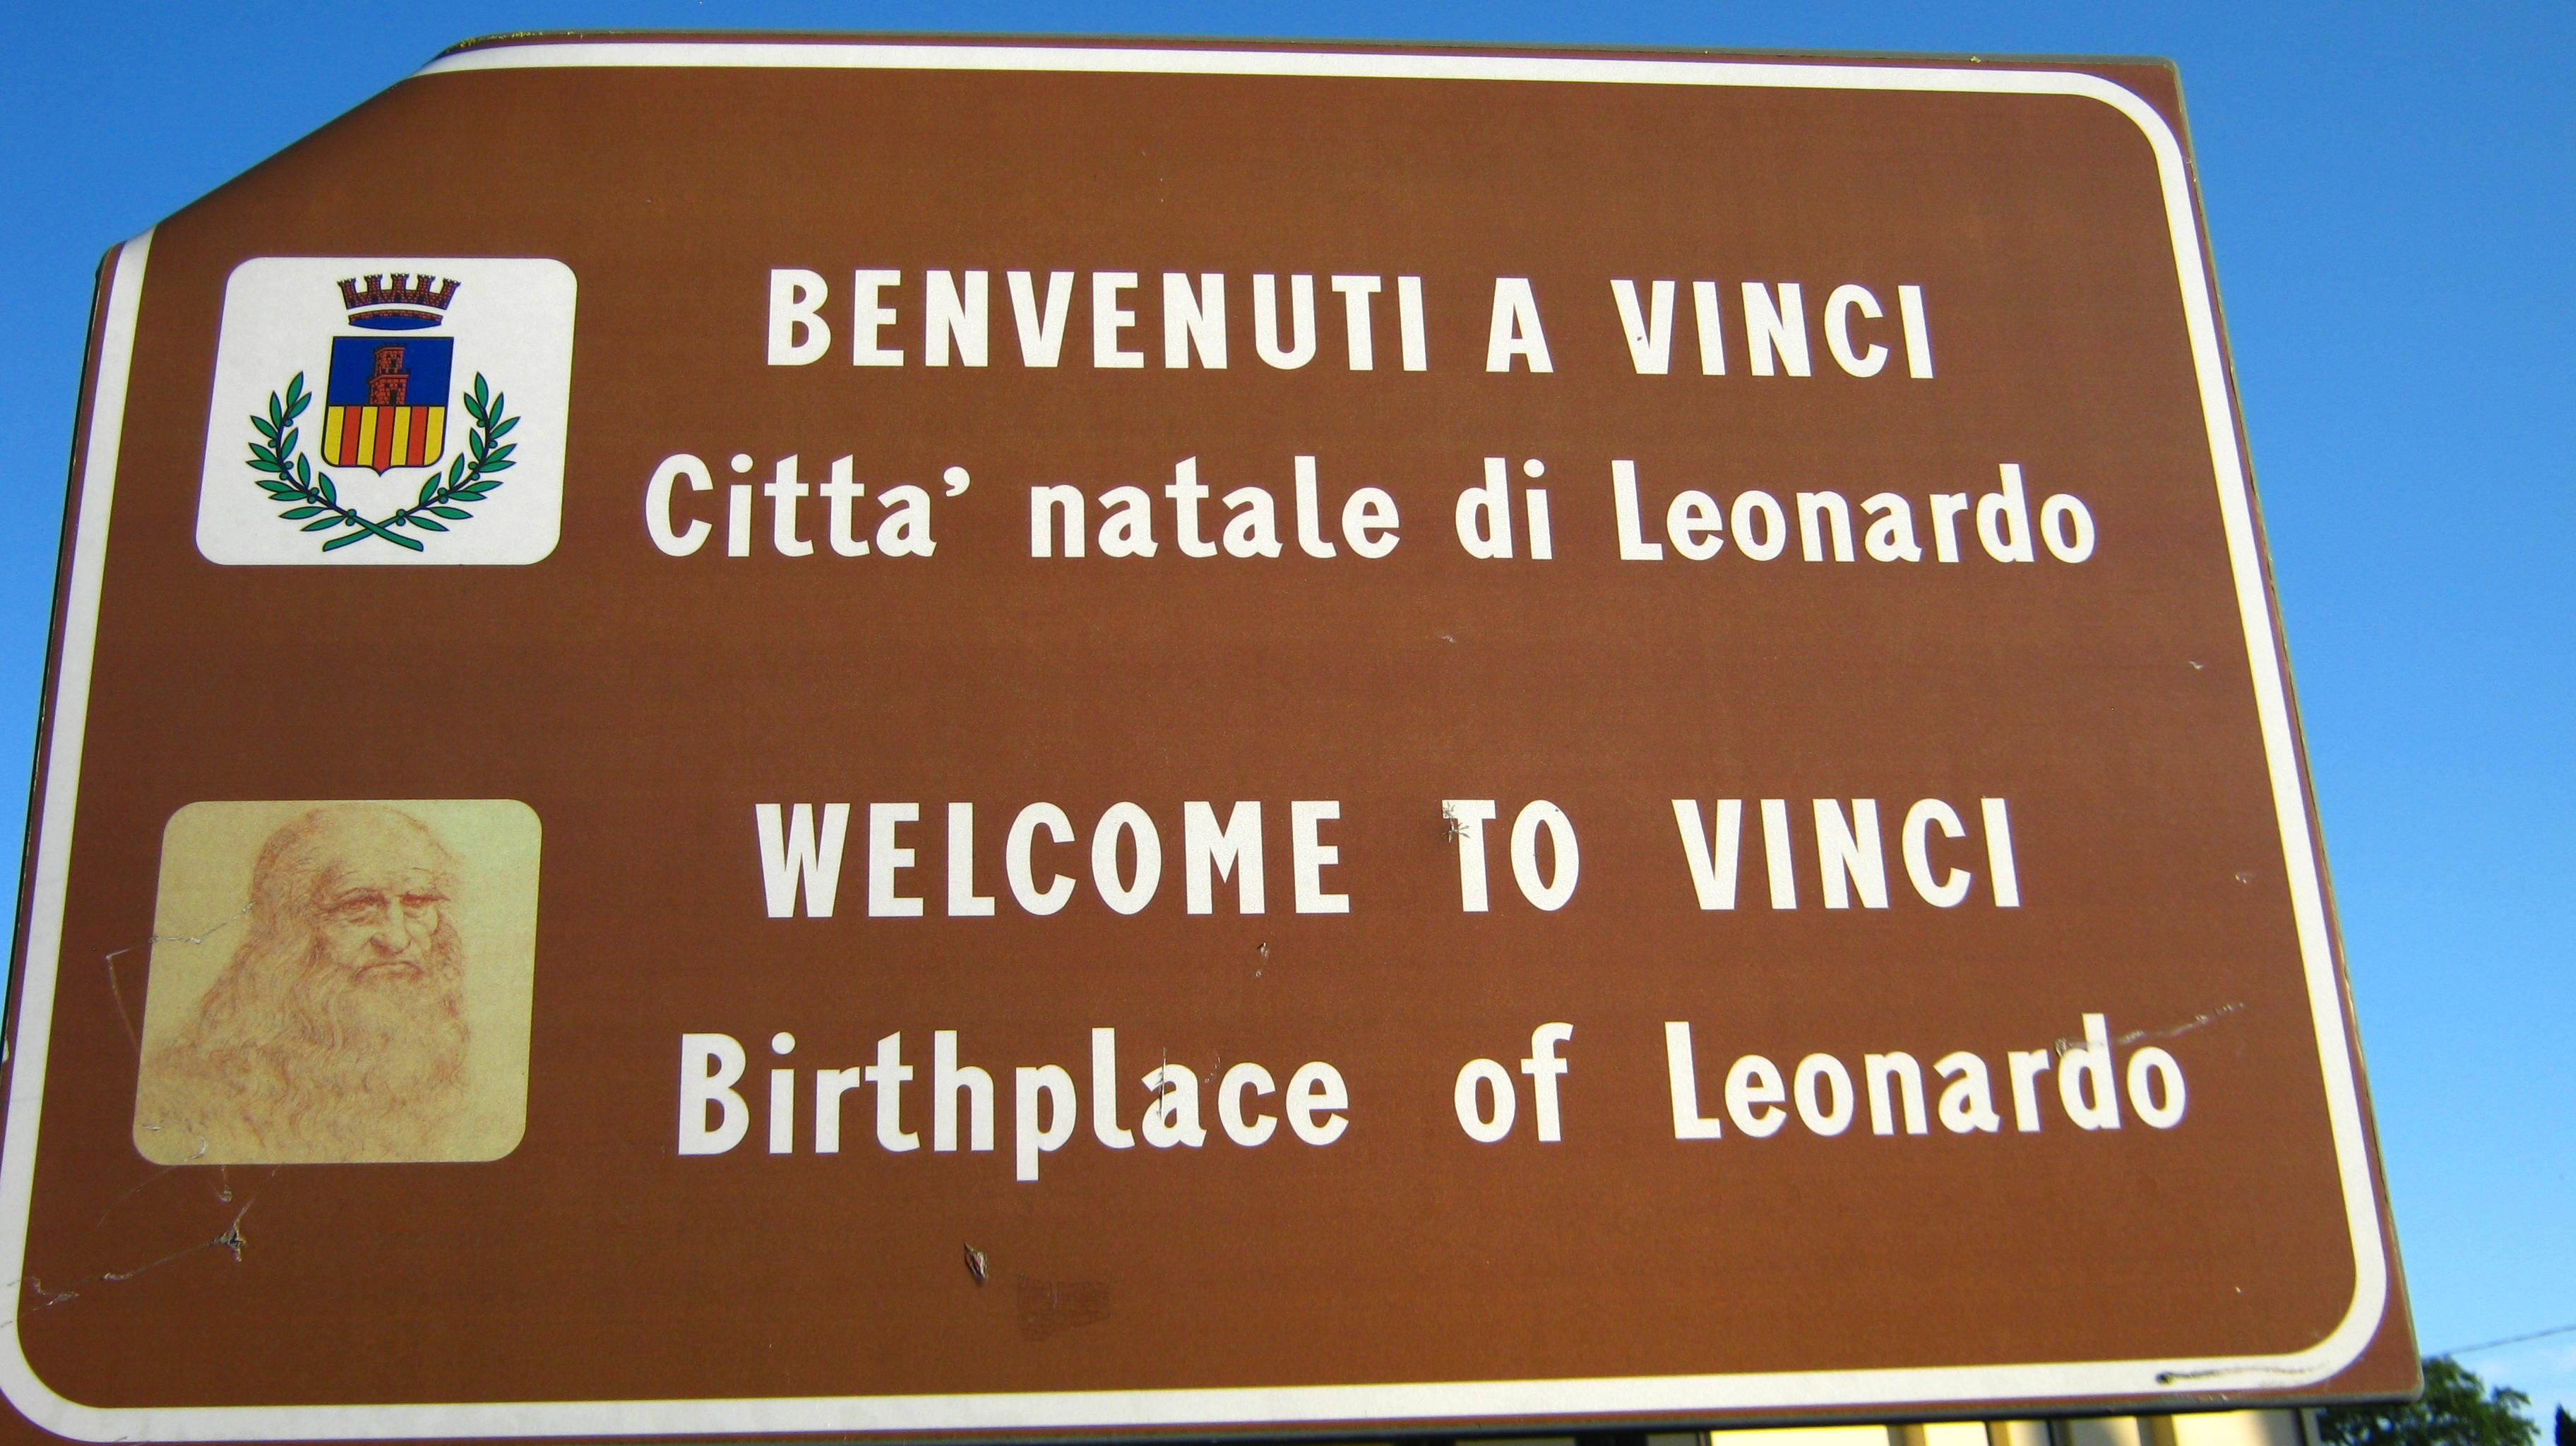 BENVENUTI A VINCI
Citta' natale di Leonardo
WELCOME TO VINCI
Birthplace of Leonardo